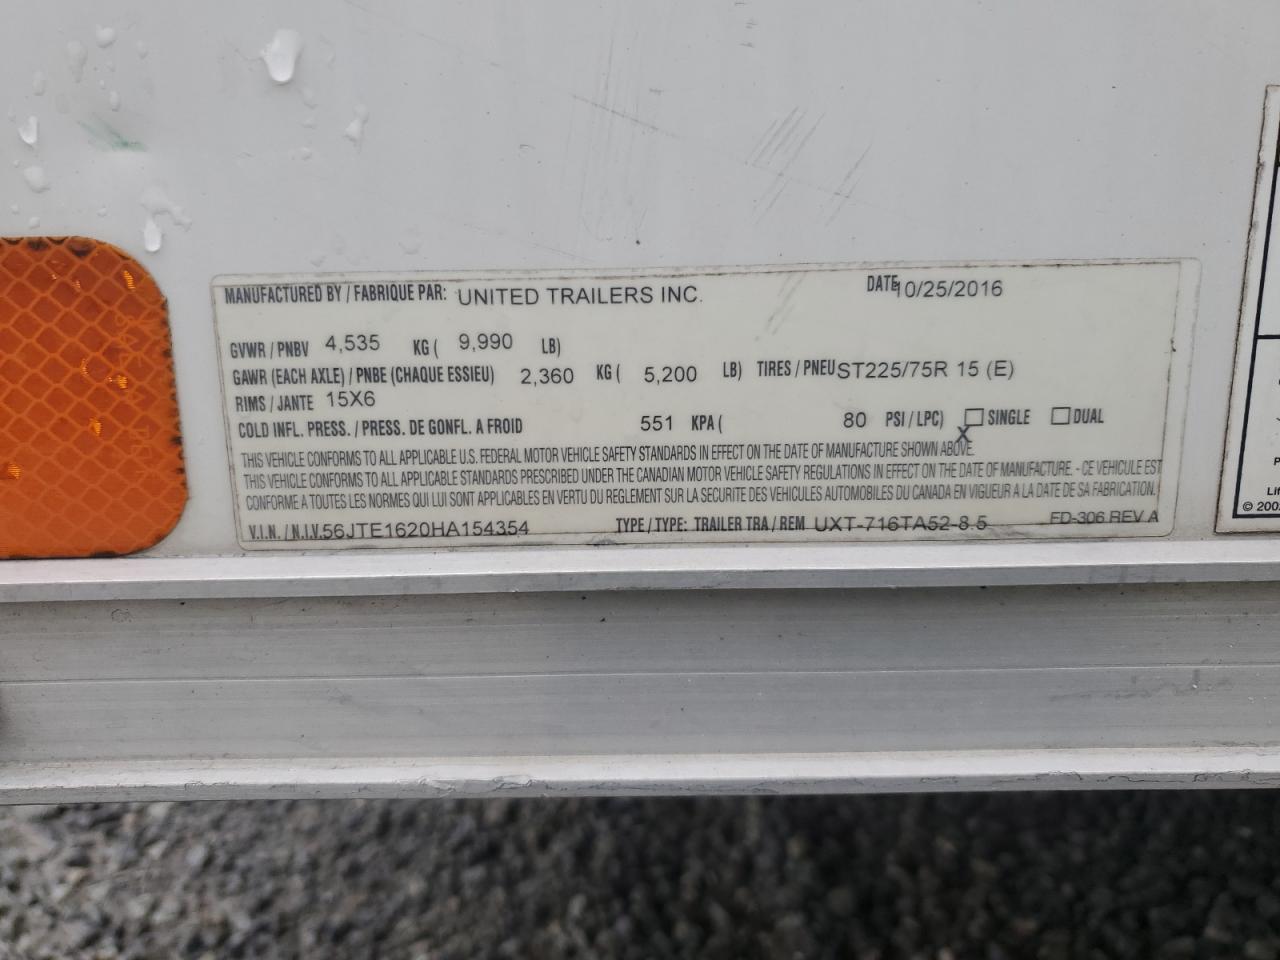 MANUFACTURED BY / FABRIQUE PAR: UNITED TRAILERS INC. DATE 10/25/2016
GVWR / PNBV 4,535 KG ( 9,990 LB)
GAWR (EACH AXLE) / PNBE (CHAQUE ESSIEU) 2,360 KG ( 5,200 LB) TIRES / PNEU ST225/75R 15 (E)
RIMS / JANTE 15X6
COLD INFL. PRESS. / PRESS. DE GONFL. A FROID 551 KPA ( 80 PSI / LPC) X SINGLE DUAL
THIS VEHICLE CONFORMS TO ALL APPLICABLE U.S. FEDERAL MOTOR VEHICLE SAFETY STANDARDS IN EFFECT ON THE DATE OF MANUFACTURE SHOWN ABOVE.
THIS VEHICLE CONFORMS TO ALL APPLICABLE STANDARDS PRESCRIBED UNDER THE CANADIAN MOTOR VEHICLE SAFETY REGULATIONS IN EFFECT ON THE DATE OF MANUFACTURE. - CE VEHICULE EST
CONFORME A TOUTES LES NORMES QUI LUI SONT APPLICABLES EN VERTU DU REGLEMENT SUR LA SECURITE DES VEHICULES AUTOMOBILES DU CANADA EN VIGUEUR A LA DATE DE SA FABRICATION.
V.I.N. / N.I.V. 56JTE1620HA154354 TYPE / TYPE: TRAILER TRA / REM UXT-716TA52-8.5 FD-306 REV A
© 200